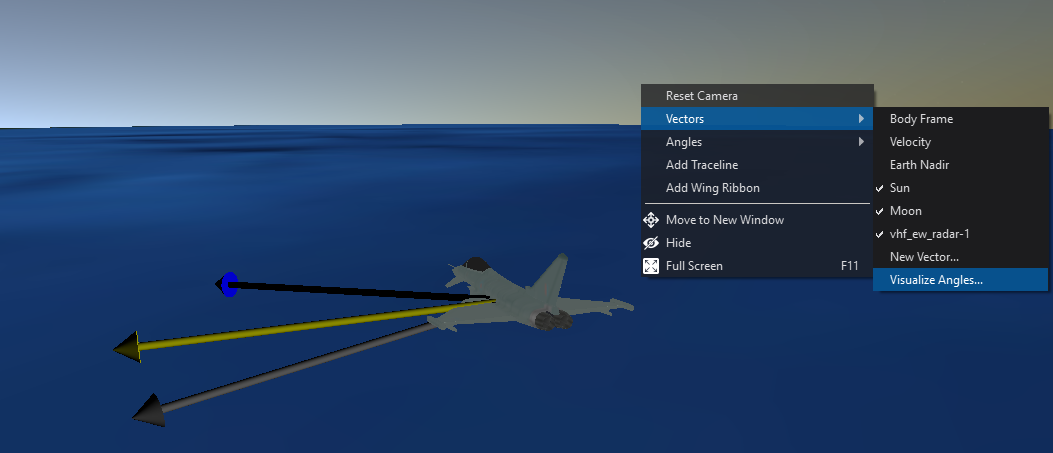 Reset Camera
Vectors
Angles
Add Traceline
Add Wing Ribbon
Move to New Window
Hide
Full Screen F11
Body Frame
Velocity
Earth Nadir
Sun
Moon
vhf_ew_radar-1
New Vector...
Visualize Angles...